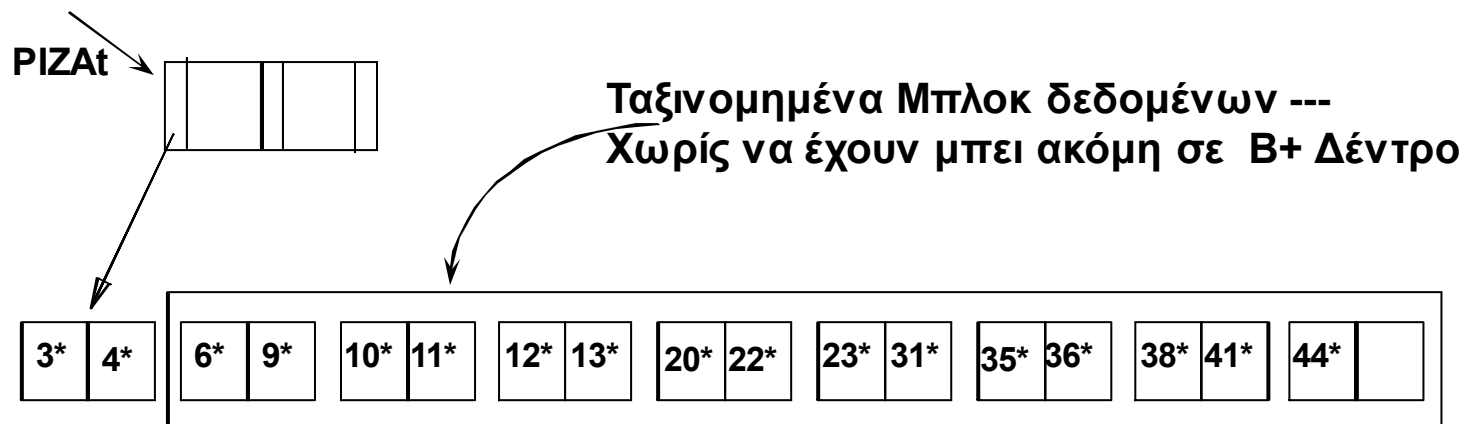 ΡΙΖΑt
Ταξινομημένα Μπλοκ δεδομένων ---
Χωρίς να έχουν μπει ακόμη σε Β+ Δέντρο
3* 4* 6* 9* 10* 11* 12* 13* 20* 22* 23* 31* 35* 36* 38* 41* 44*